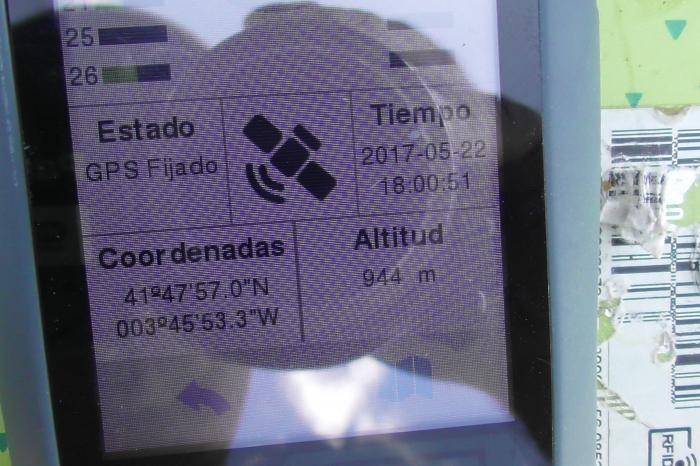 25
26
Estado
GPS Fijado
Tiempo
2017-05-22
18:00:51
Coordenadas
41º47'57.0"N
003º45'53.3"W
Altitud
944 m
RFID